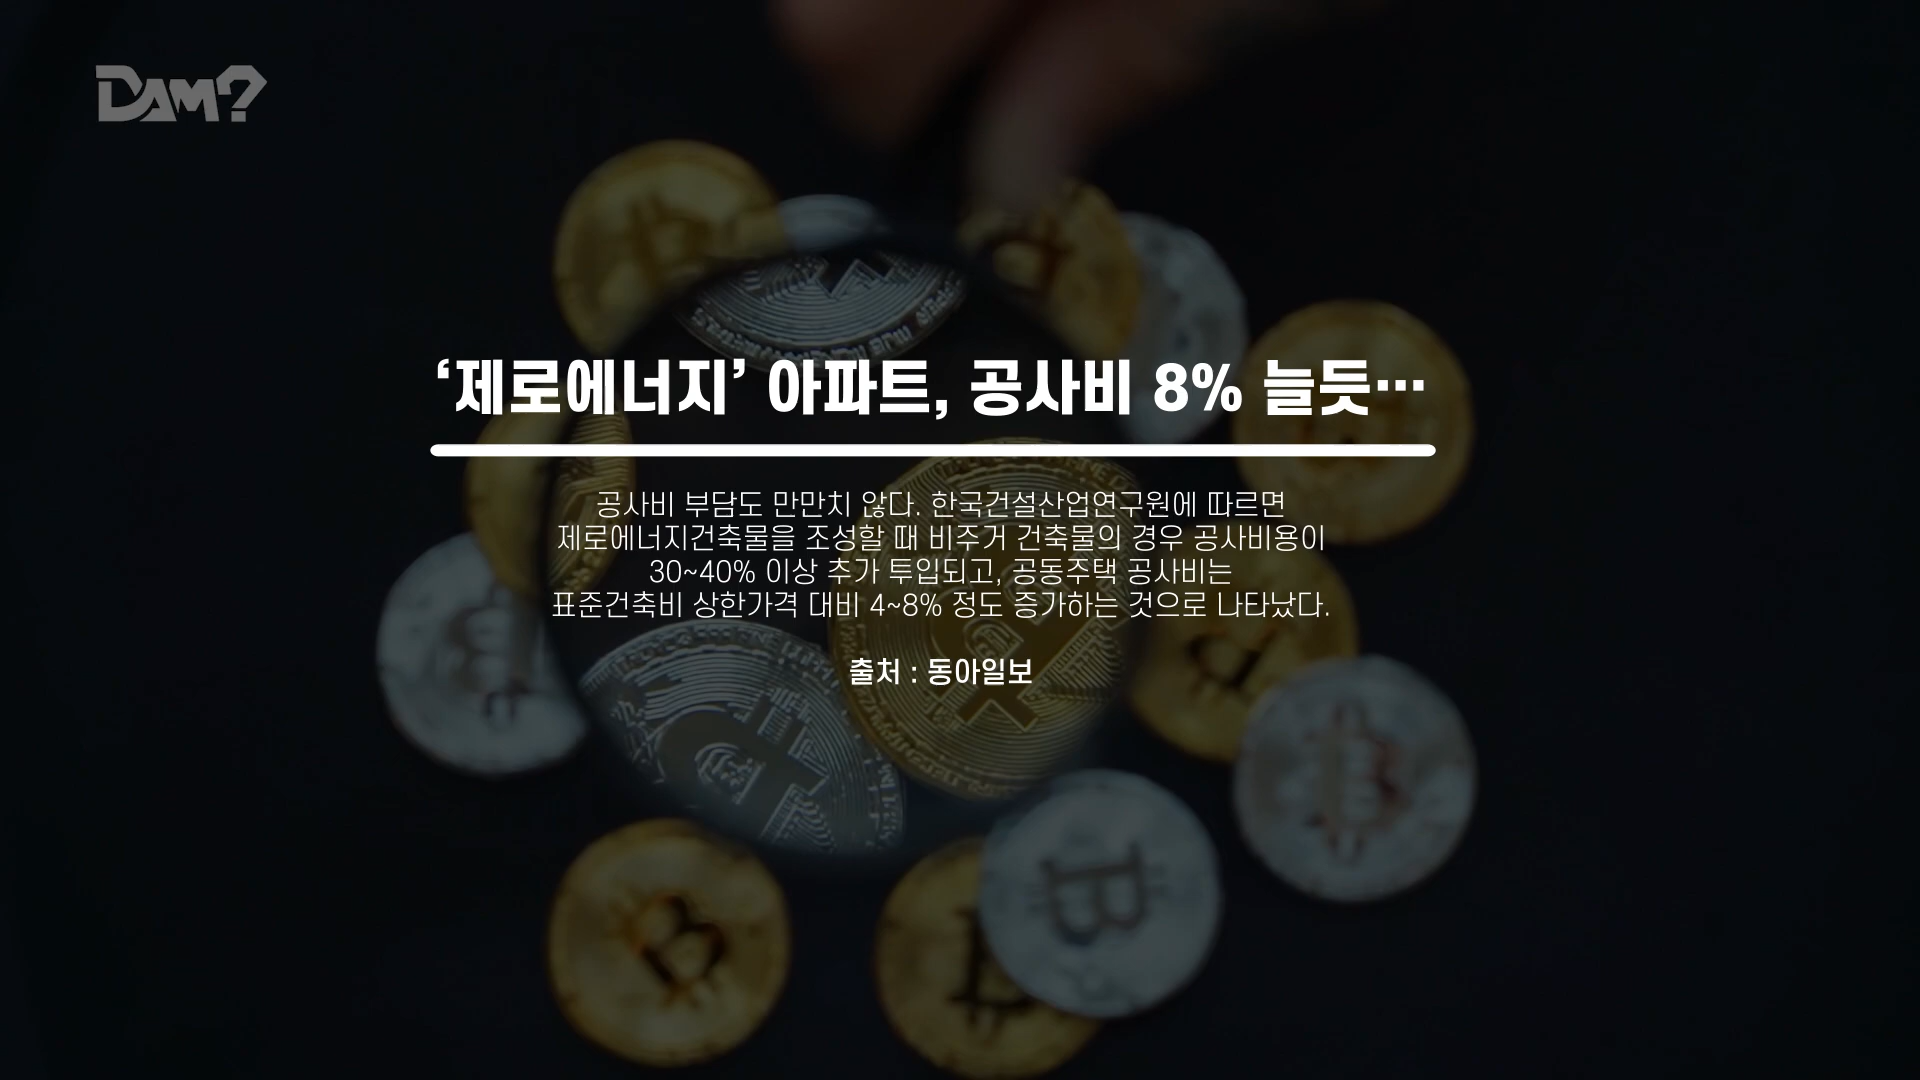 DAM?
‘제로에너지’ 아파트, 공사비 8% 늘듯…
공사비 부담도 만만치 않다. 한국건설산업연구원에 따르면
제로에너지건축물을 조성할 때 비주거 건축물의 경우 공사비용이
30~40% 이상 추가 투입되고, 공동주택 공사비는
표준건축비 상한가격 대비 4~8% 정도 증가하는 것으로 나타났다.
출처 : 동아일보